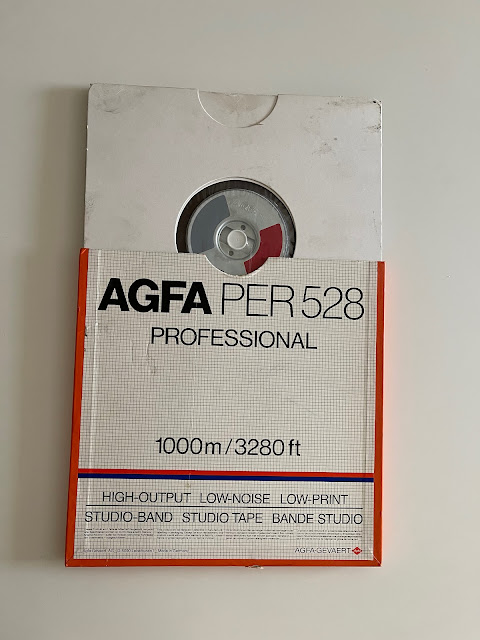 AGFA PER 528
PROFESSIONAL
1000m/3280 ft
HIGH-OUTPUT LOW-NOISE LOW-PRINT
STUDIO-BAND STUDIO TAPE BANDE STUDIO
AGFA-GEVAERT